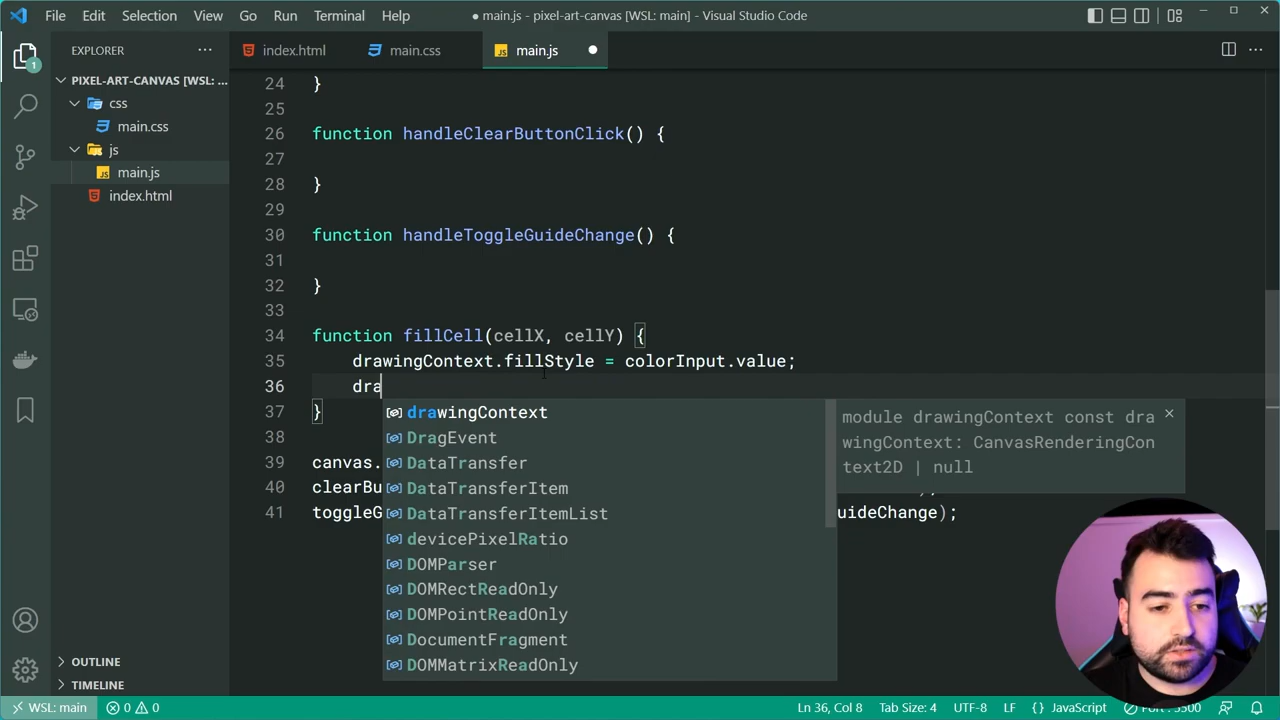 File Edit Selection View Go Run Terminal Help
● main.js - pixel-art-canvas [WSL: main] - Visual Studio Code
EXPLORER
index.html
main.css
JS main.js
1
PIXEL-ART-CANVAS [WSL: ...
css
main.css
js
JS main.js
index.html
OUTLINE
TIMELINE
24 }
25
26 function handleClearButtonClick() {
27
28 }
29
30 function handleToggleGuideChange() {
31
32 }
33
34 function fillCell(cellX, cellY) {
35 drawingContext.fillStyle = colorInput.value;
36 dra
37 }
38
39 canvas.
40 clearBu
41 toggleG uideChange);
drawingContext
DragEvent
DataTransfer
DataTransferItem
DataTransferItemList
devicePixelRatio
DOMParser
DOMRectReadOnly
DOMPointReadOnly
DocumentFragment
DOMMatrixReadOnly
module drawingContext const dra
wingContext: CanvasRenderingCon
text2D | null
WSL: main 0 0 Ln 36, Col 8 Tab Size: 4 UTF-8 LF {} JavaScript Port : 5500